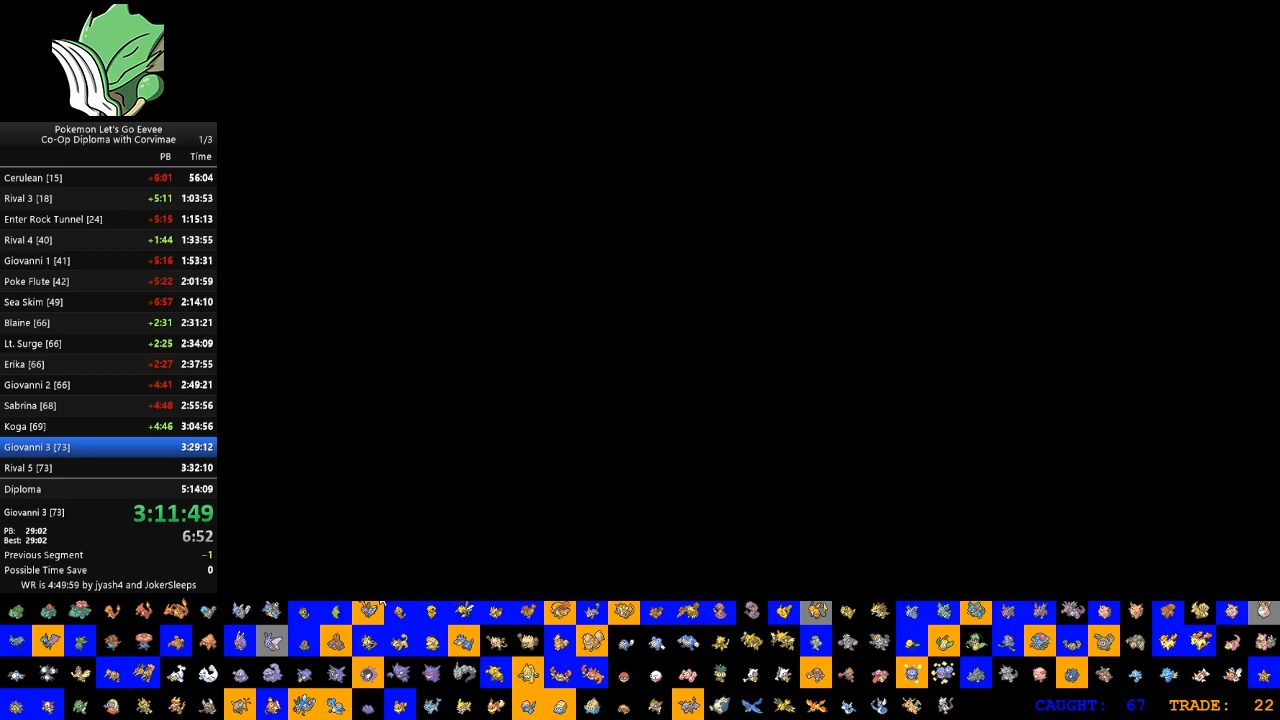 Pokemon Let's Go Eevee
Co-Op Diploma with Corvimae 1/3
PB Time
Cerulean [15] +6:01 56:04
Rival 3 [18] +5:11 1:03:53
Enter Rock Tunnel [24] +5:15 1:15:13
Rival 4 [40] +1:44 1:33:55
Giovanni 1 [41] +5:16 1:53:31
Poke Flute [42] +5:22 2:01:59
Sea Skim [49] +6:57 2:14:10
Blaine [66] +2:31 2:31:21
Lt. Surge [66] +2:25 2:34:09
Erika [66] +2:27 2:37:55
Giovanni 2 [66] +4:41 2:49:21
Sabrina [68] +4:48 2:55:56
Koga [69] +4:46 3:04:56
Giovanni 3 [73] 3:29:12
Rival 5 [73] 3:32:10
Diploma 5:14:09
Giovanni 3 [73] 3:11:49
PB: 29:02
Best: 29:02 6:52
Previous Segment −1
Possible Time Save 0
WR is 4:49:59 by jyash4 and JokerSleeps
CAUGHT: 67 TRADE: 22